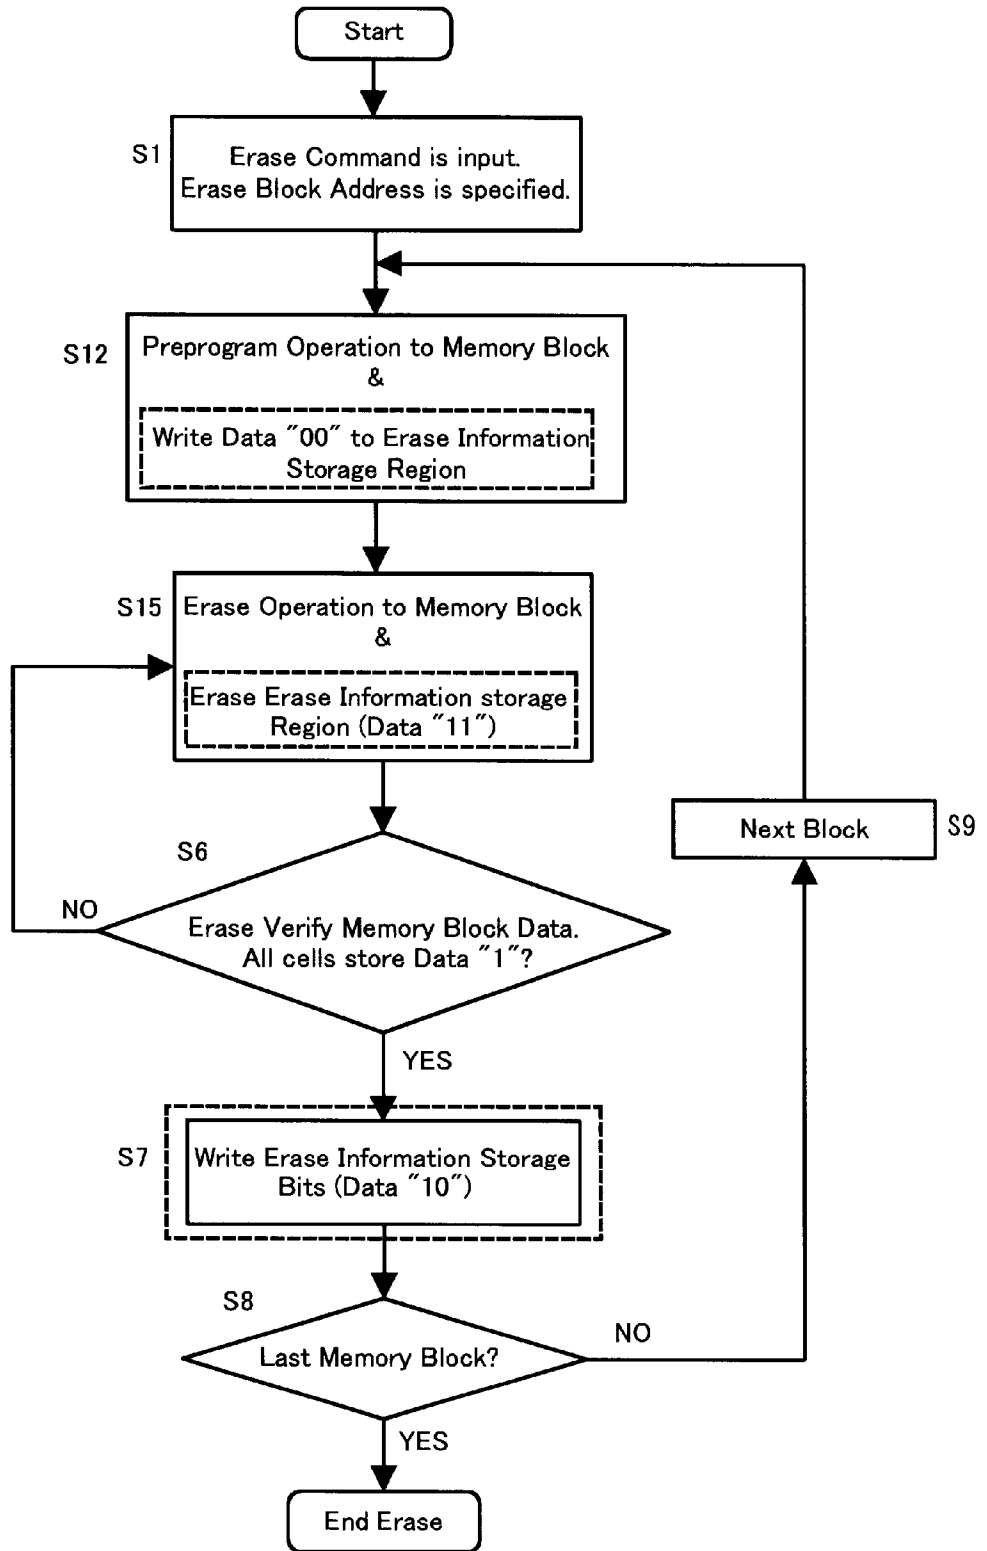 Start
S1
Erase Command is input.
Erase Block Address is specified.
S12
Preprogram Operation to Memory Block
&
Write Data "00" to Erase Information
Storage Region
S15
Erase Operation to Memory Block
&
Erase Erase Information storage
Region (Data "11")
Next Block
S9
S6
NO
Erase Verify Memory Block Data.
All cells store Data "1"?
YES
S7
Write Erase Information Storage
Bits (Data "10")
S8
NO
Last Memory Block?
YES
End Erase